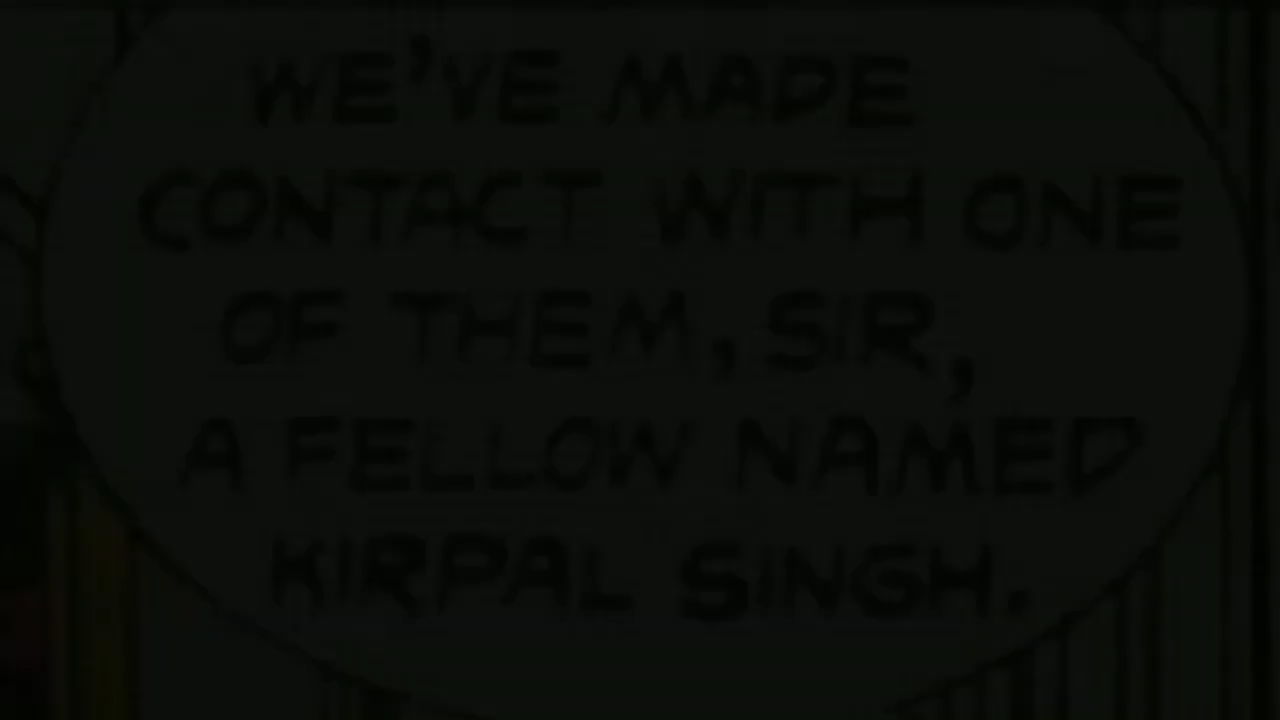 WE'VE MADE
CONTACT WITH ONE
OF THEM, SIR,
A FELLOW NAMED
KIRPAL SINGH.